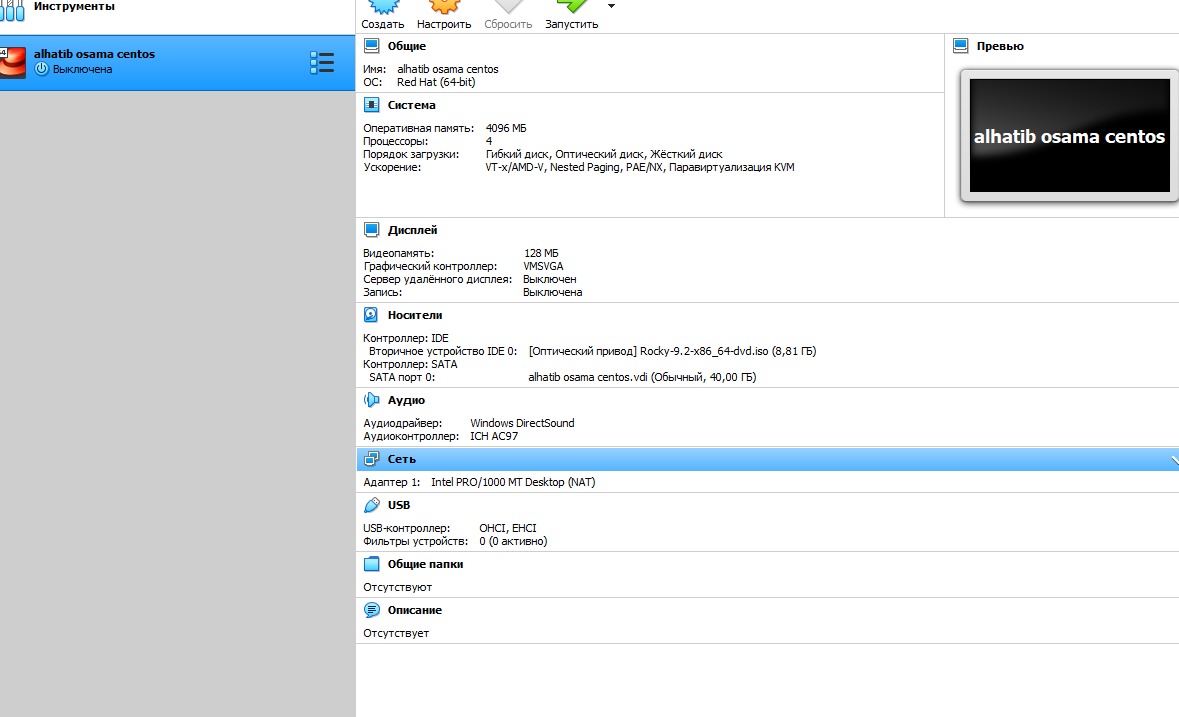 Инструменты
alhatib osama centos
Выключена
Создать Настроить Сбросить Запустить
Общие
Имя: alhatib osama centos
ОС: Red Hat (64-bit)
Превью
alhatib osama centos
Система
Оперативная память: 4096 МБ
Процессоры: 4
Порядок загрузки: Гибкий диск, Оптический диск, Жёсткий диск
Ускорение: VT-x/AMD-V, Nested Paging, PAE/NX, Паравиртуализация KVM
Дисплей
Видеопамять: 128 МБ
Графический контроллер: VMSVGA
Сервер удалённого дисплея: Выключен
Запись: Выключена
Носители
Контроллер: IDE
Вторичное устройство IDE 0: [Оптический привод] Rocky-9.2-x86_64-dvd.iso (8,81 ГБ)
Контроллер: SATA
SATA порт 0: alhatib osama centos.vdi (Обычный, 40,00 ГБ)
Аудио
Аудиодрайвер: Windows DirectSound
Аудиоконтроллер: ICH AC97
Сеть
Адаптер 1: Intel PRO/1000 MT Desktop (NAT)
USB
USB-контроллер: OHCI, EHCI
Фильтры устройств: 0 (0 активно)
Общие папки
Отсутствуют
Описание
Отсутствует